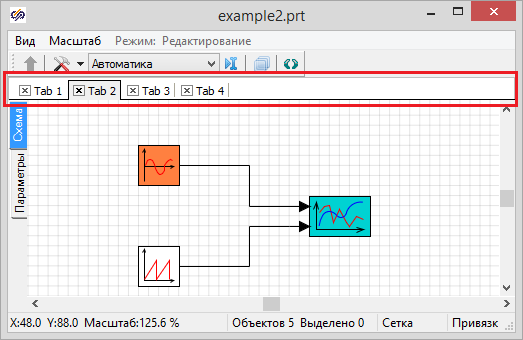 example2.prt
Вид Масштаб Режим: Редактирование
Автоматика
Tab 1 Tab 2 Tab 3 Tab 4
Схема
Параметры
X:48.0 Y:88.0 Масштаб:125.6 % Объектов 5 Выделено 0 Сетка Привязк